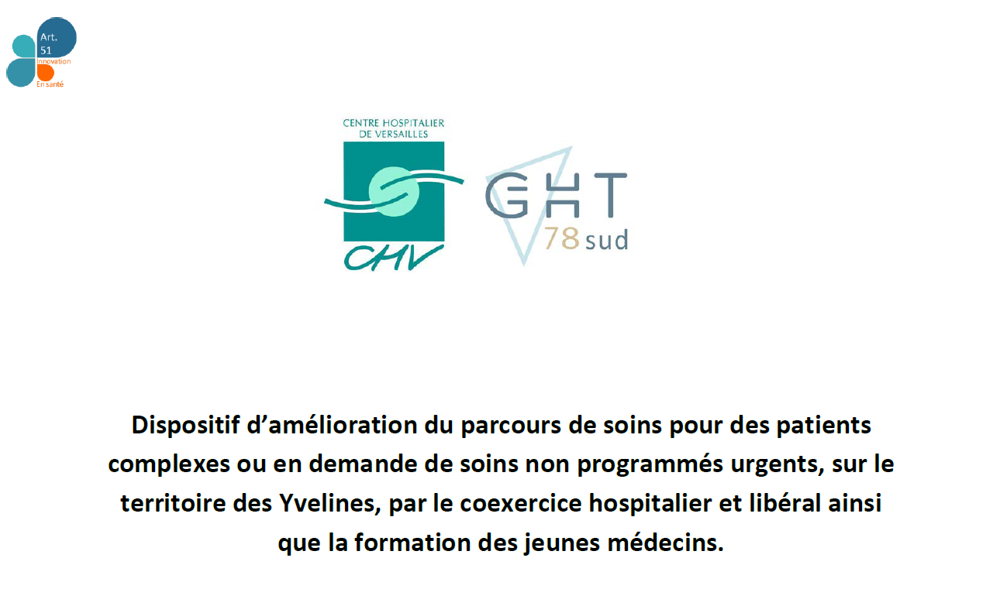 Art.
51
Innovation
En santé
CENTRE HOSPITALIER
DE VERSAILLES
CHV
GHT
78 sud
Dispositif d’amélioration du parcours de soins pour des patients
complexes ou en demande de soins non programmés urgents, sur le
territoire des Yvelines, par le coexercice hospitalier et libéral ainsi
que la formation des jeunes médecins.